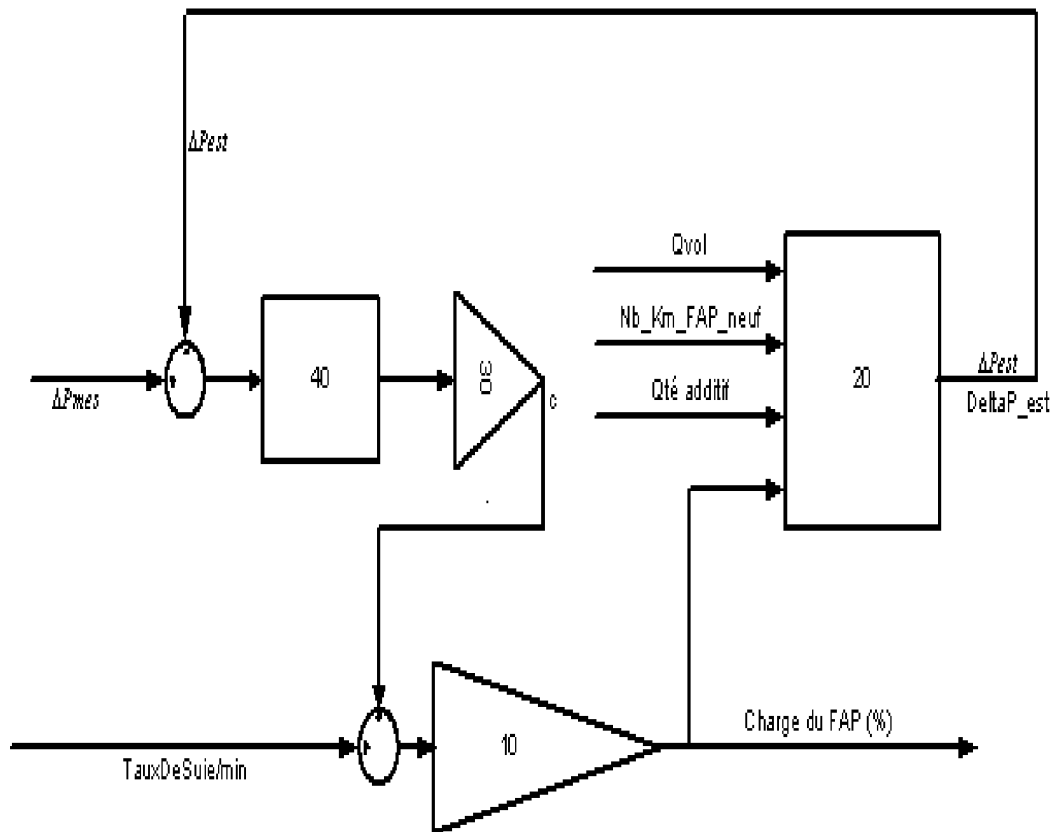 ΔPest
Qvol
Nb_Km_FAP_neuf
ΔPmes
40
30
c
Qté additif
20
ΔPest
DeltaP_est
TauxDeSuie/min
10
Charge du FAP (%)